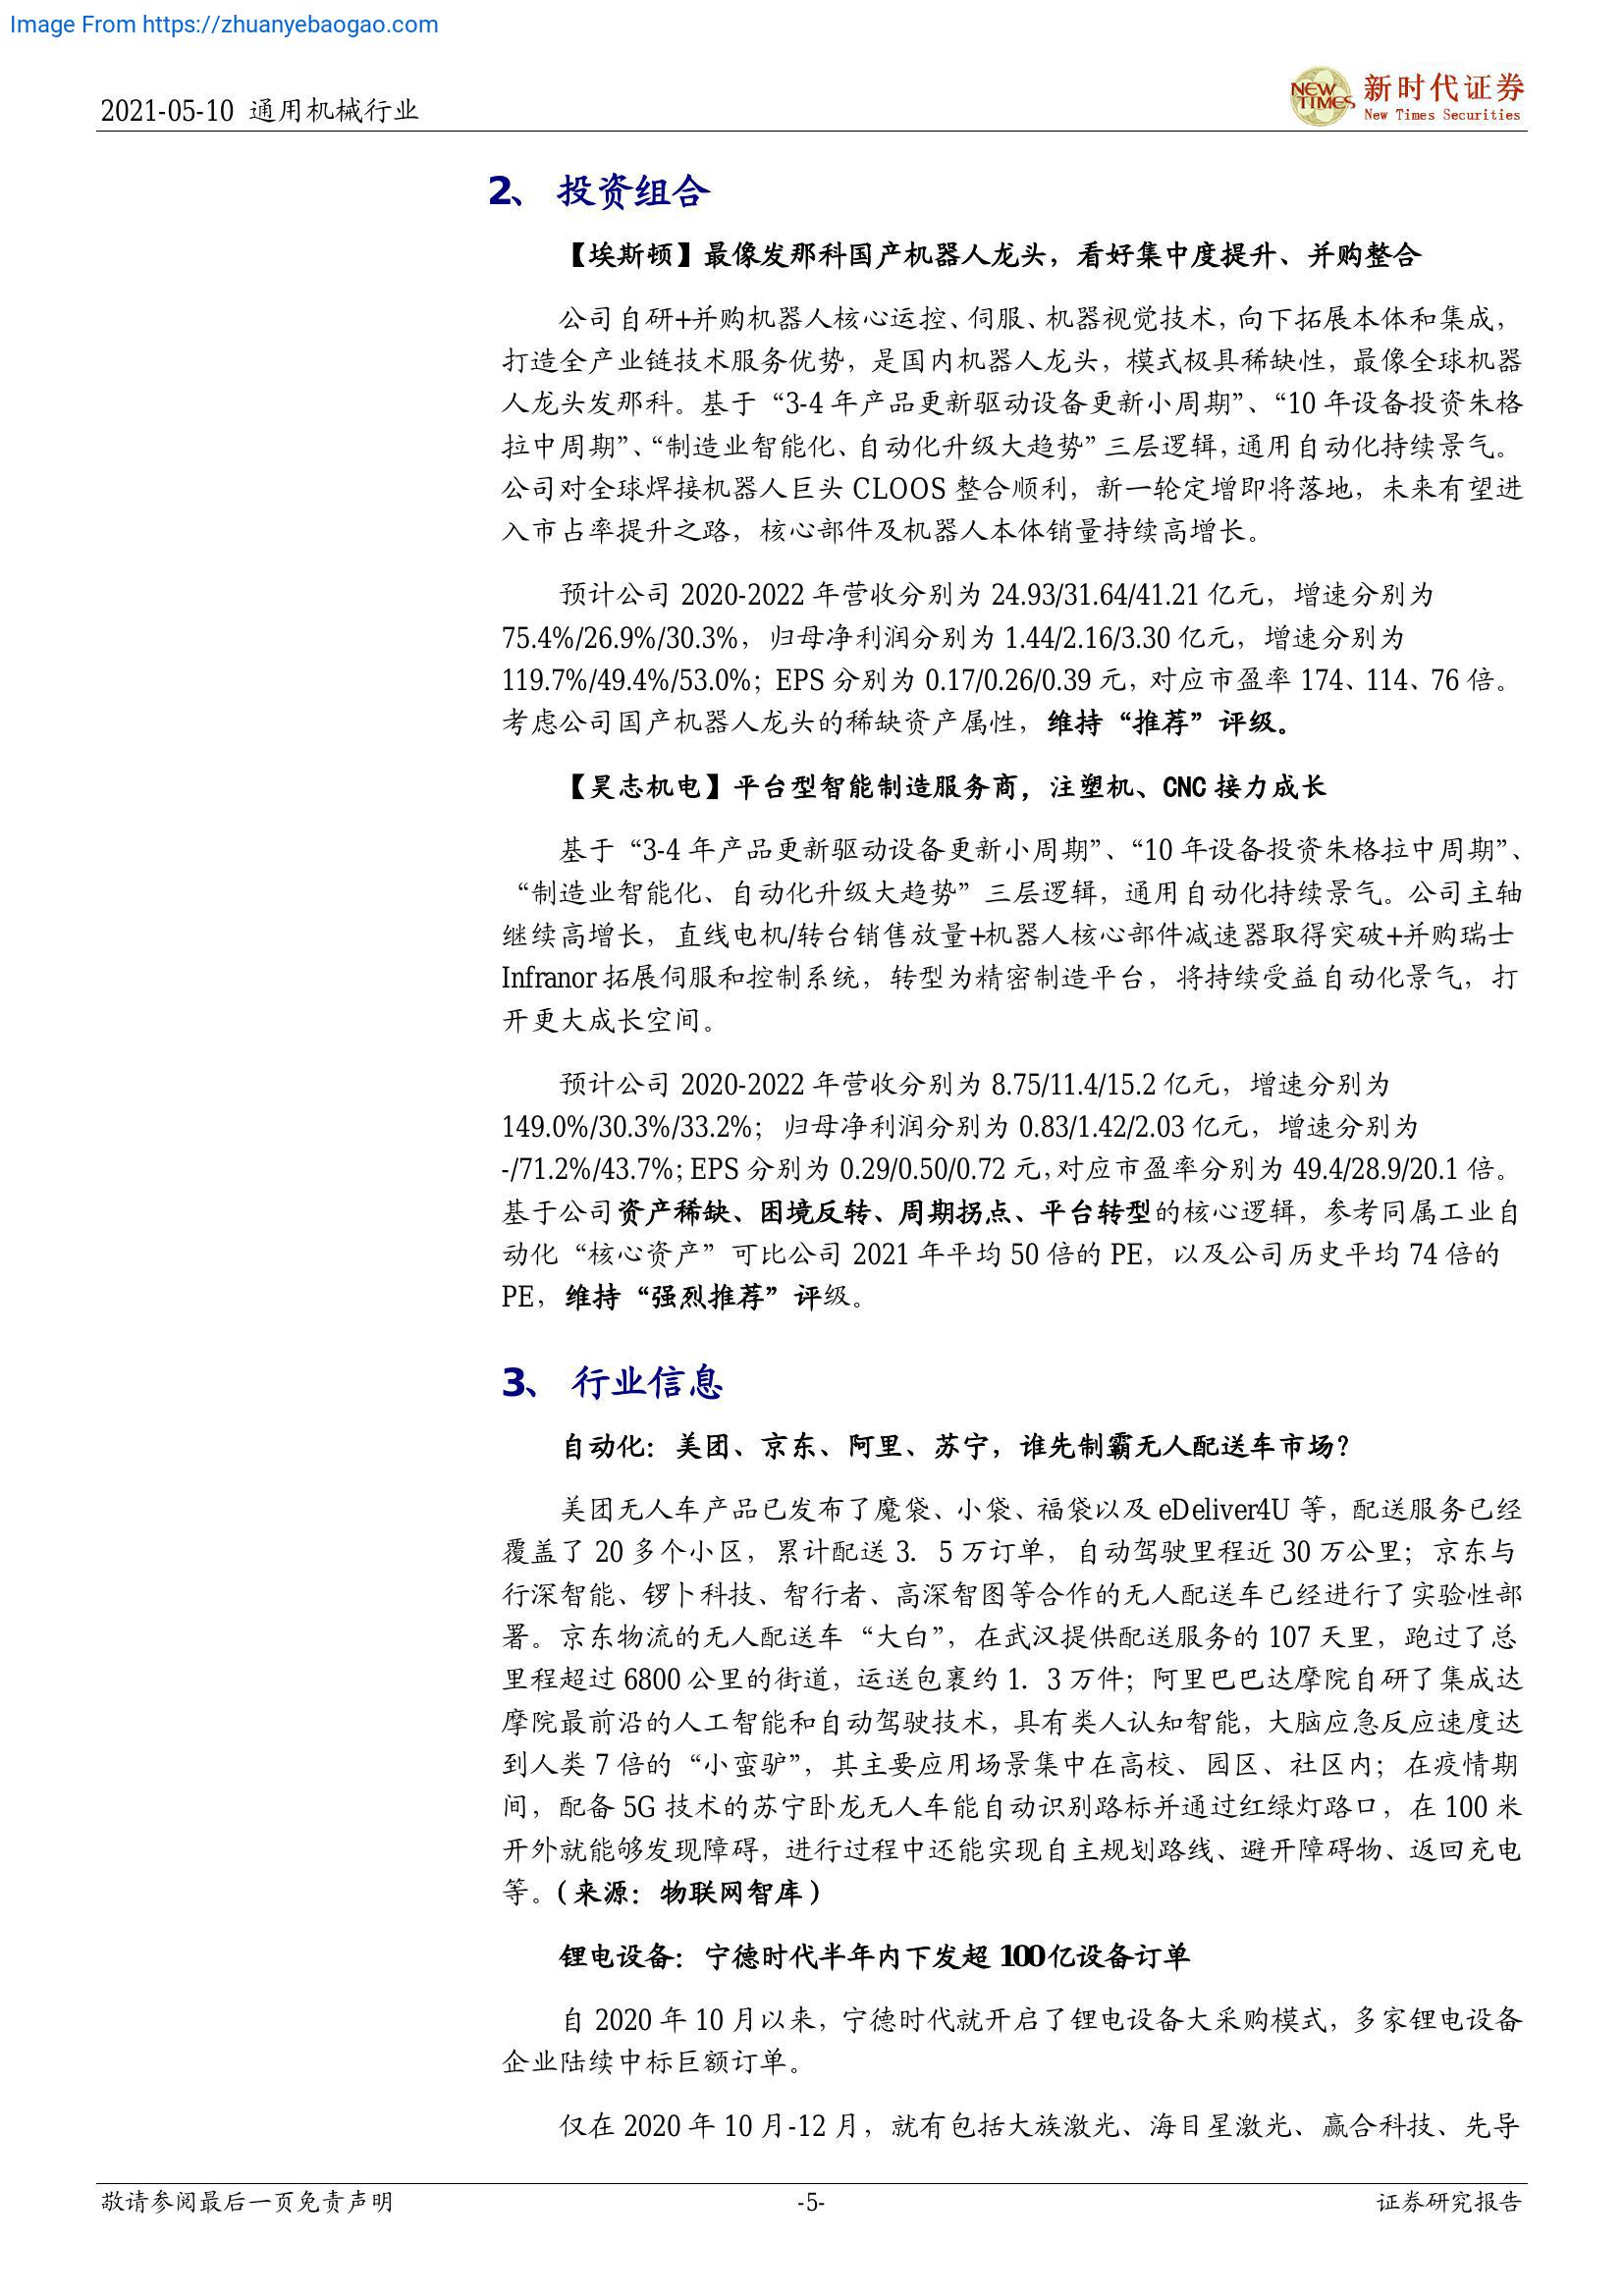 Image From https://zhuanyebaogao.com
2021-05-10 通用机械行业
NEW TIMES 新时代证券
New Times Securities
2、 投资组合
【埃斯顿】最像发那科国产机器人龙头，看好集中度提升、并购整合
公司自研+并购机器人核心运控、伺服、机器视觉技术，向下拓展本体和集成，
打造全产业链技术服务优势，是国内机器人龙头，模式极具稀缺性，最像全球机器
人龙头发那科。基于“3-4 年产品更新驱动设备更新小周期”、“10 年设备投资朱格
拉中周期”、“制造业智能化、自动化升级大趋势”三层逻辑，通用自动化持续景气。
公司对全球焊接机器人巨头 CLOOS 整合顺利，新一轮定增即将落地，未来有望进
入市占率提升之路，核心部件及机器人本体销量持续高增长。
预计公司 2020-2022 年营收分别为 24.93/31.64/41.21 亿元，增速分别为
75.4%/26.9%/30.3%，归母净利润分别为 1.44/2.16/3.30 亿元，增速分别为
119.7%/49.4%/53.0%；EPS 分别为 0.17/0.26/0.39 元，对应市盈率 174、114、76 倍。
考虑公司国产机器人龙头的稀缺资产属性，维持“推荐”评级。
【昊志机电】平台型智能制造服务商，注塑机、CNC 接力成长
基于“3-4 年产品更新驱动设备更新小周期”、“10 年设备投资朱格拉中周期”、
“制造业智能化、自动化升级大趋势”三层逻辑，通用自动化持续景气。公司主轴
继续高增长，直线电机/转台销售放量+机器人核心部件减速器取得突破+并购瑞士
Infranor 拓展伺服和控制系统，转型为精密制造平台，将持续受益自动化景气，打
开更大成长空间。
预计公司 2020-2022 年营收分别为 8.75/11.4/15.2 亿元，增速分别为
149.0%/30.3%/33.2%；归母净利润分别为 0.83/1.42/2.03 亿元，增速分别为
-/71.2%/43.7%；EPS 分别为 0.29/0.50/0.72 元，对应市盈率分别为 49.4/28.9/20.1 倍。
基于公司资产稀缺、困境反转、周期拐点、平台转型的核心逻辑，参考同属工业自
动化“核心资产”可比公司 2021 年平均 50 倍的 PE，以及公司历史平均 74 倍的
PE，维持“强烈推荐”评级。
3、 行业信息
自动化：美团、京东、阿里、苏宁，谁先制霸无人配送车市场？
美团无人车产品已发布了魔袋、小袋、福袋以及 eDeliver4U 等，配送服务已经
覆盖了 20 多个小区，累计配送 3．5 万订单，自动驾驶里程近 30 万公里；京东与
行深智能、锣卜科技、智行者、高深智图等合作的无人配送车已经进行了实验性部
署。京东物流的无人配送车“大白”，在武汉提供配送服务的 107 天里，跑过了总
里程超过 6800 公里的街道，运送包裹约 1．3 万件；阿里巴巴达摩院自研了集成达
摩院最前沿的人工智能和自动驾驶技术，具有类人认知智能，大脑应急反应速度达
到人类 7 倍的“小蛮驴”，其主要应用场景集中在高校、园区、社区内；在疫情期
间，配备 5G 技术的苏宁卧龙无人车能自动识别路标并通过红绿灯路口，在 100 米
开外就能够发现障碍，进行过程中还能实现自主规划路线、避开障碍物、返回充电
等。（来源：物联网智库）
锂电设备：宁德时代半年内下发超 100 亿设备订单
自 2020 年 10 月以来，宁德时代就开启了锂电设备大采购模式，多家锂电设备
企业陆续中标巨额订单。
仅在 2020 年 10 月-12 月，就有包括大族激光、海目星激光、赢合科技、先导
敬请参阅最后一页免责声明 -5- 证券研究报告